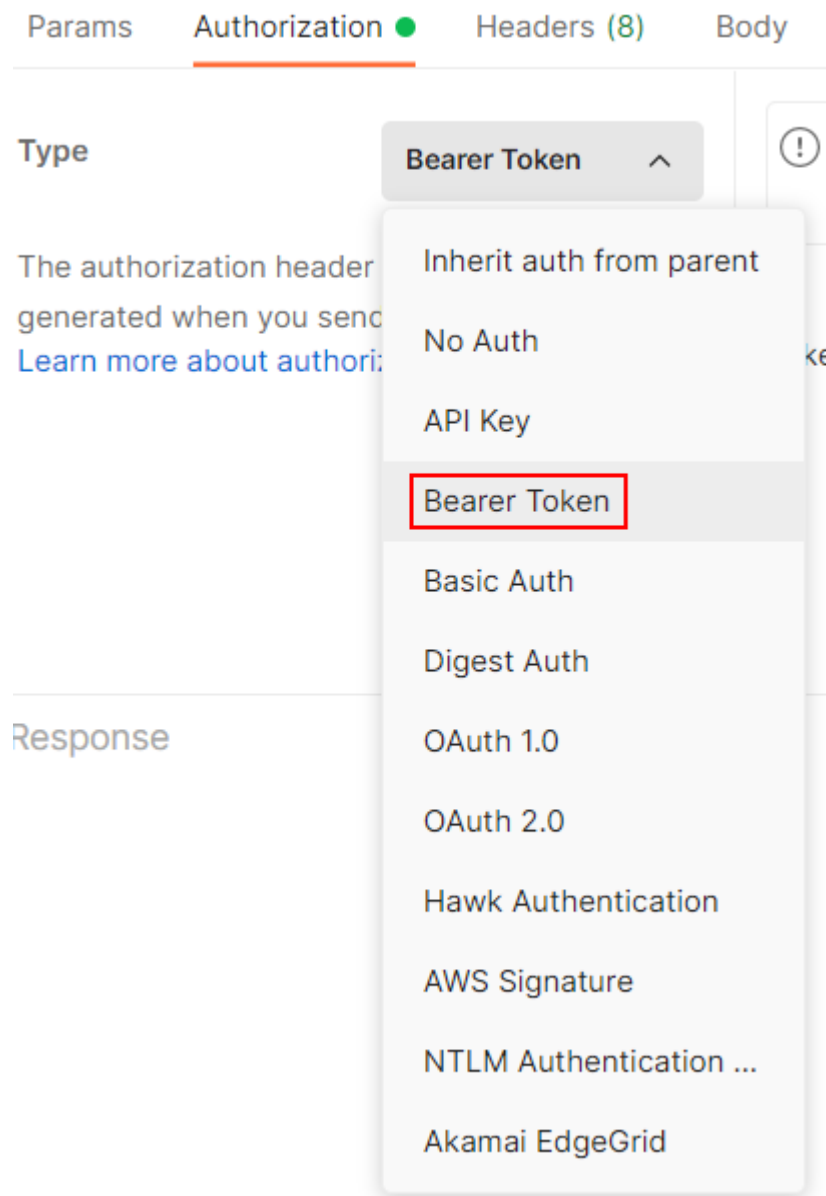 Params Authorization Headers (8) Body
Type
Bearer Token
The authorization header
generated when you send
Learn more about authori
Inherit auth from parent
No Auth
API Key
Bearer Token
Basic Auth
Digest Auth
OAuth 1.0
OAuth 2.0
Hawk Authentication
AWS Signature
NTLM Authentication ...
Akamai EdgeGrid
Response